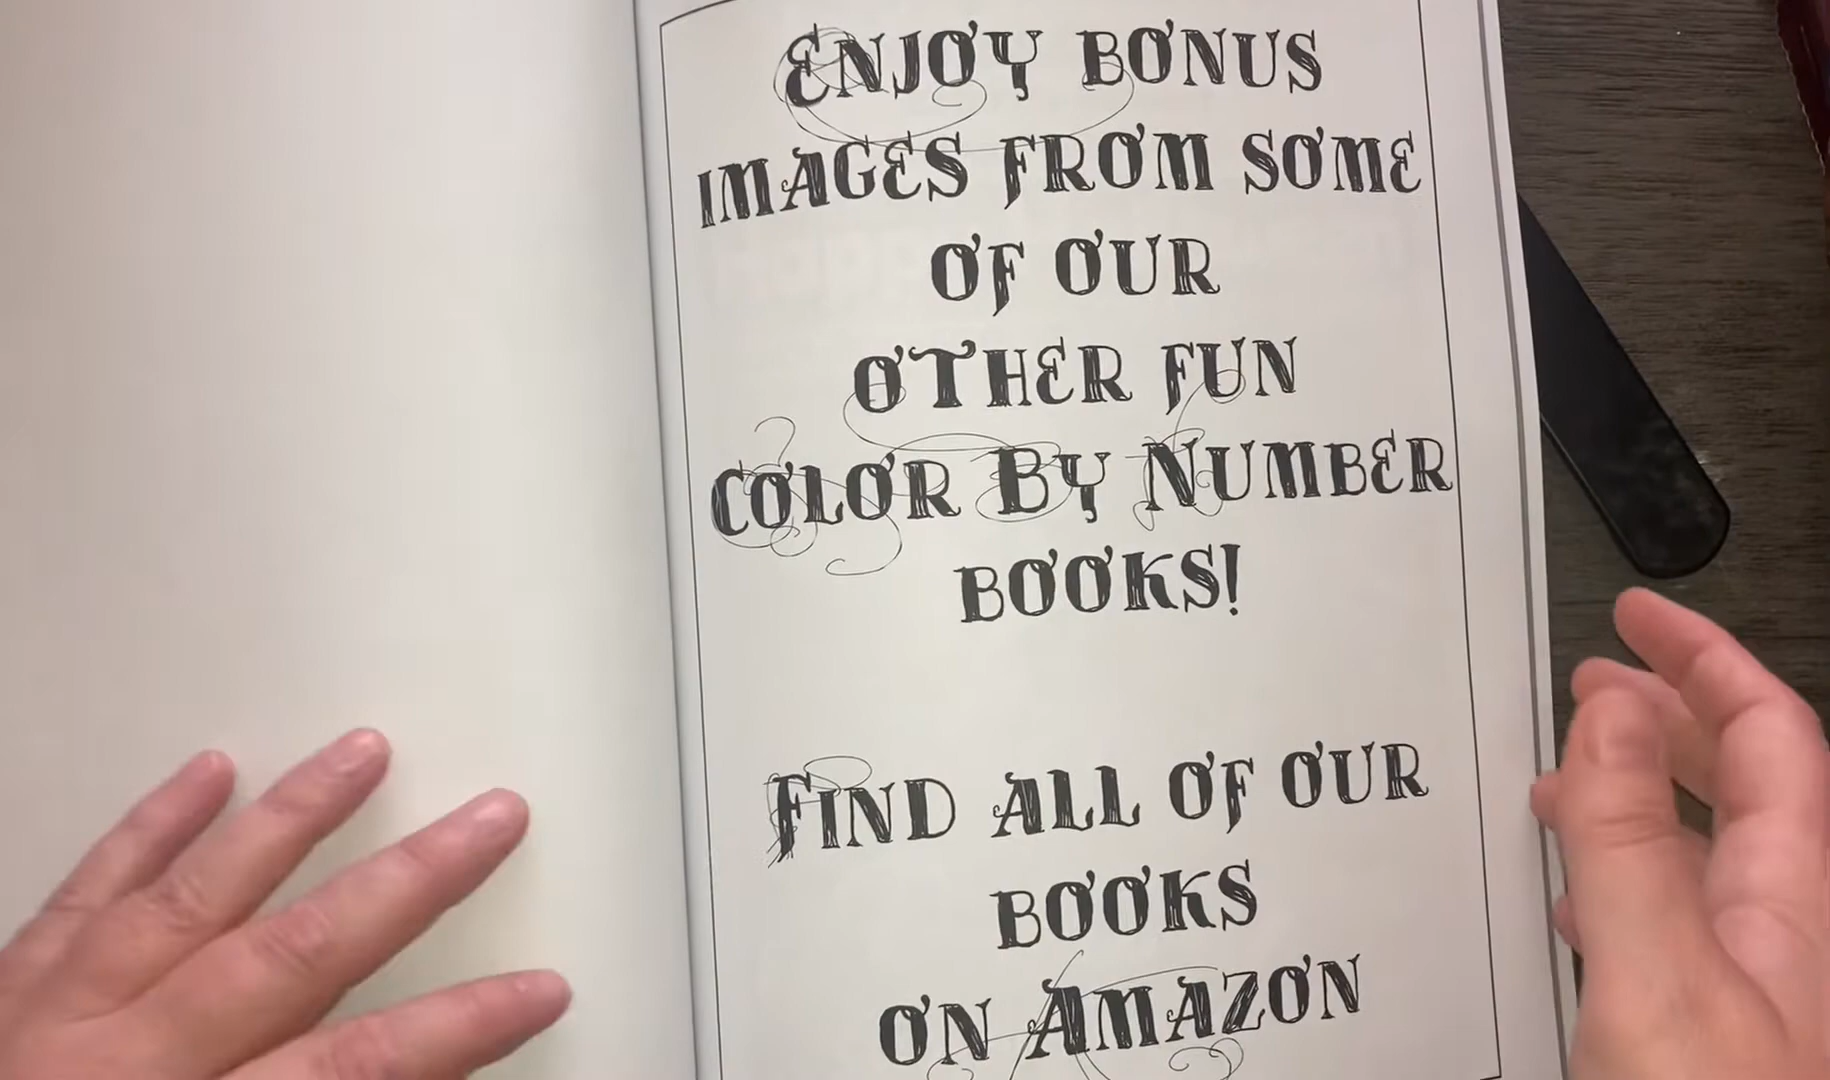 Enjoy bonus
images from some
of our
other fun
Color By Number
books!
Find all of our
books
on Amazon